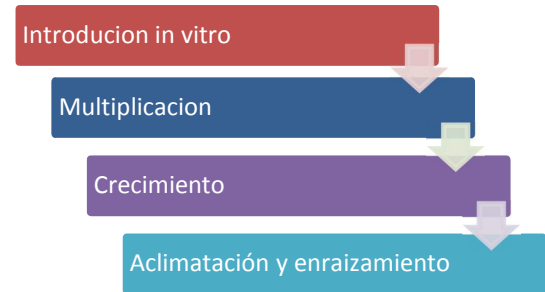 Introducion in vitro
Multiplicacion
Crecimiento
Aclimatación y enraizamiento